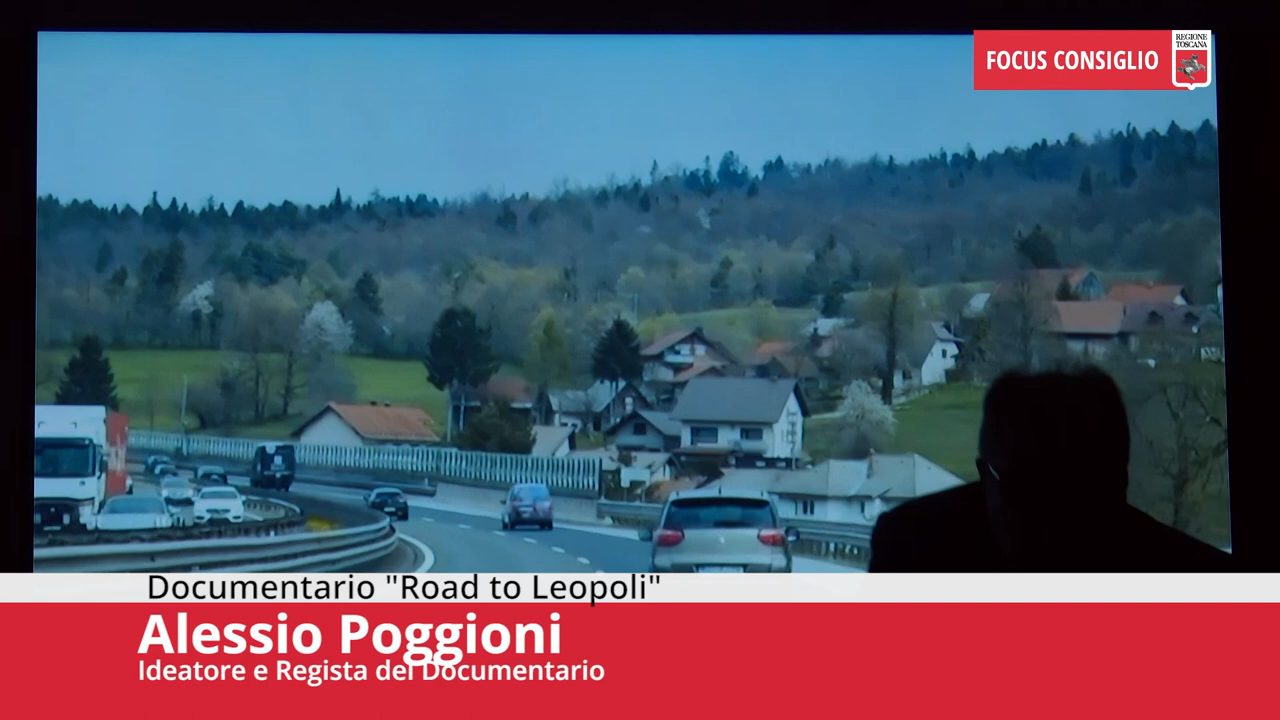 FOCUS CONSIGLIO
REGIONE
TOSCANA
Documentario "Road to Leopoli"
Alessio Poggioni
Ideatore e Regista del Documentario